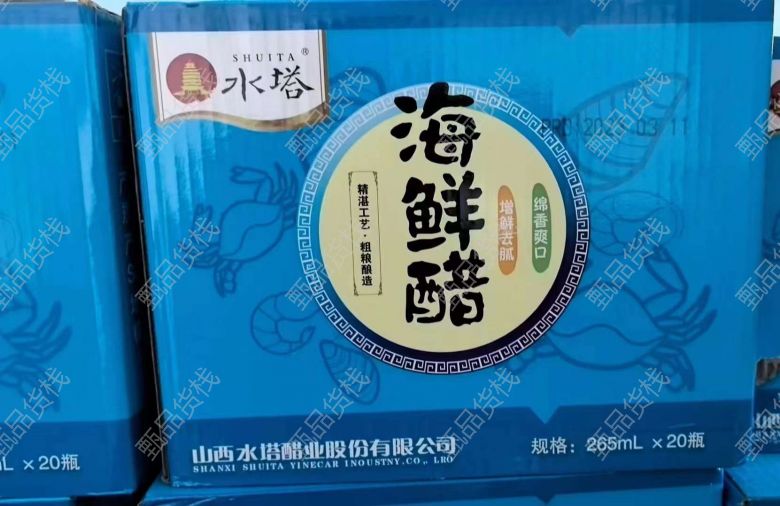 SHUITA®
水塔
海鲜醋
精湛工艺·粗粮酿造
增鲜去腻
绵香爽口
山西水塔醋业股份有限公司
SHANXI SHUITA YINECAR INOUSTNY.CO,. LRO
规格：265mL ×20瓶
L ×20瓶
甄品货栈